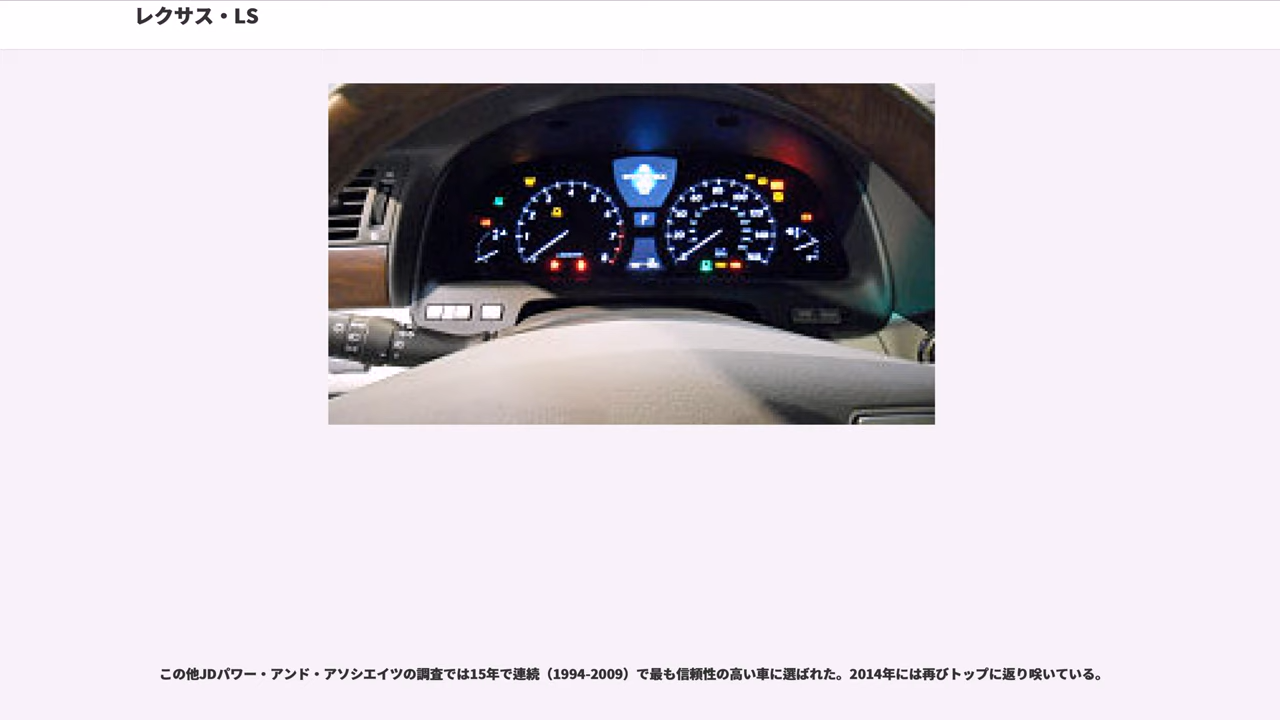 レクサス・LS
P
この他JDパワー・アンド・アソシエイツの調査では15年で連続（1994-2009）で最も信頼性の高い車に選ばれた。2014年には再びトップに返り咲いている。